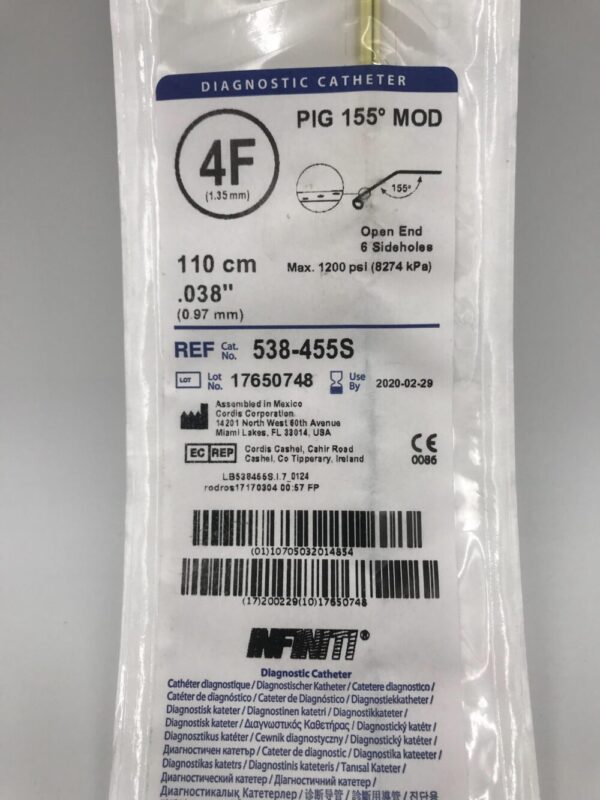 DIAGNOSTIC CATHETER
PIG 155° MOD
4F
(1.35 mm)
155°
Open End
6 Sideholes
110 cm
Max. 1200 psi (8274 kPa)
.038"
(0.97 mm)
REF Cat. No. 538-455S
LOT Lot No. 17650748 Use By 2020-02-29
Assembled in Mexico
Cordis Corporation
14201 North West 60th Avenue
Miami Lakes, FL 33014, USA
EC REP Cordis Cashel, Cahir Road
Cashel, Co Tipperary, Ireland
CE
0086
LB538455S.I.7_0124
rodros17170304 00:57 FP
(01)10705032014854
(17)200229(10)17650748
INFINITI®
Diagnostic Catheter
Cathéter diagnostique / Diagnostischer Katheter / Catetere diagnostico /
Catéter de diagnóstico / Cateter de Diagnóstico / Diagnostiekkatheter /
Diagnostisk kateter / Diagnostinen katetri / Diagnostikkateter /
Diagnostisk kateter / Διαγνωστικός Καθετήρας / Diagnostický katétr /
Diagnosztikus katéter / Cewnik diagnostyczny / Diagnostický katéter /
Диагностичен катетър / Cateter de diagnostic / Diagnostika kateeter /
Diagnostikas katetrs / Diagnostinis kateteris / Tanısal Kateter /
Диагностический катетер / Діагностичний катетер /
Диагностикалық Катетерлер / 诊断导管 / 診斷用導管 / 진단용